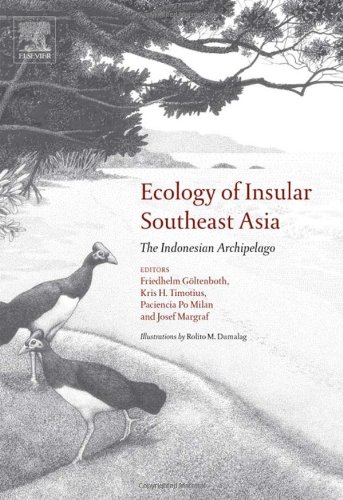 ELSEVIER
Ecology of Insular
Southeast Asia
The Indonesian Archipelago
EDITORS
Friedhelm Göltenboth,
Kris H. Timotius,
Paciencia Po Milan
and Josef Margraf
Illustrations by Rolito M. Dumalag